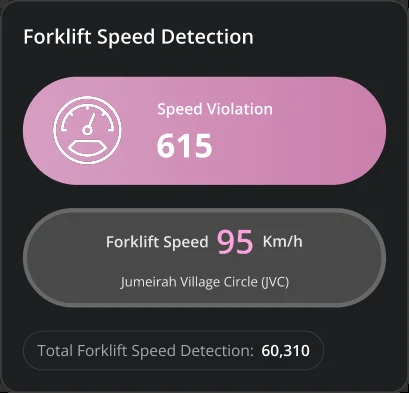 Forklift Speed Detection
Speed Violation
615
Forklift Speed 95 Km/h
Jumeirah Village Circle (JVC)
Total Forklift Speed Detection: 60,310